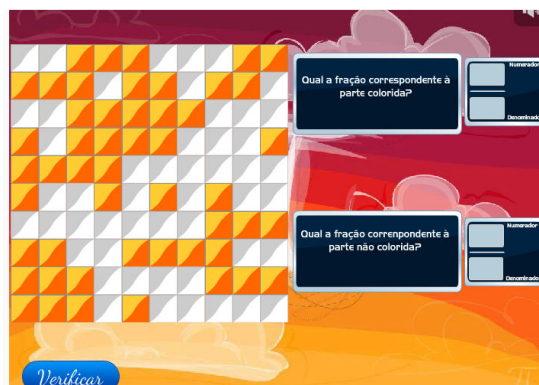 Qual a fração correspondente à
parte colorida?
Numerador
Denominador
Qual a fração correnpondente à
parte não colorida?
Numerador
Denominador
Verificar